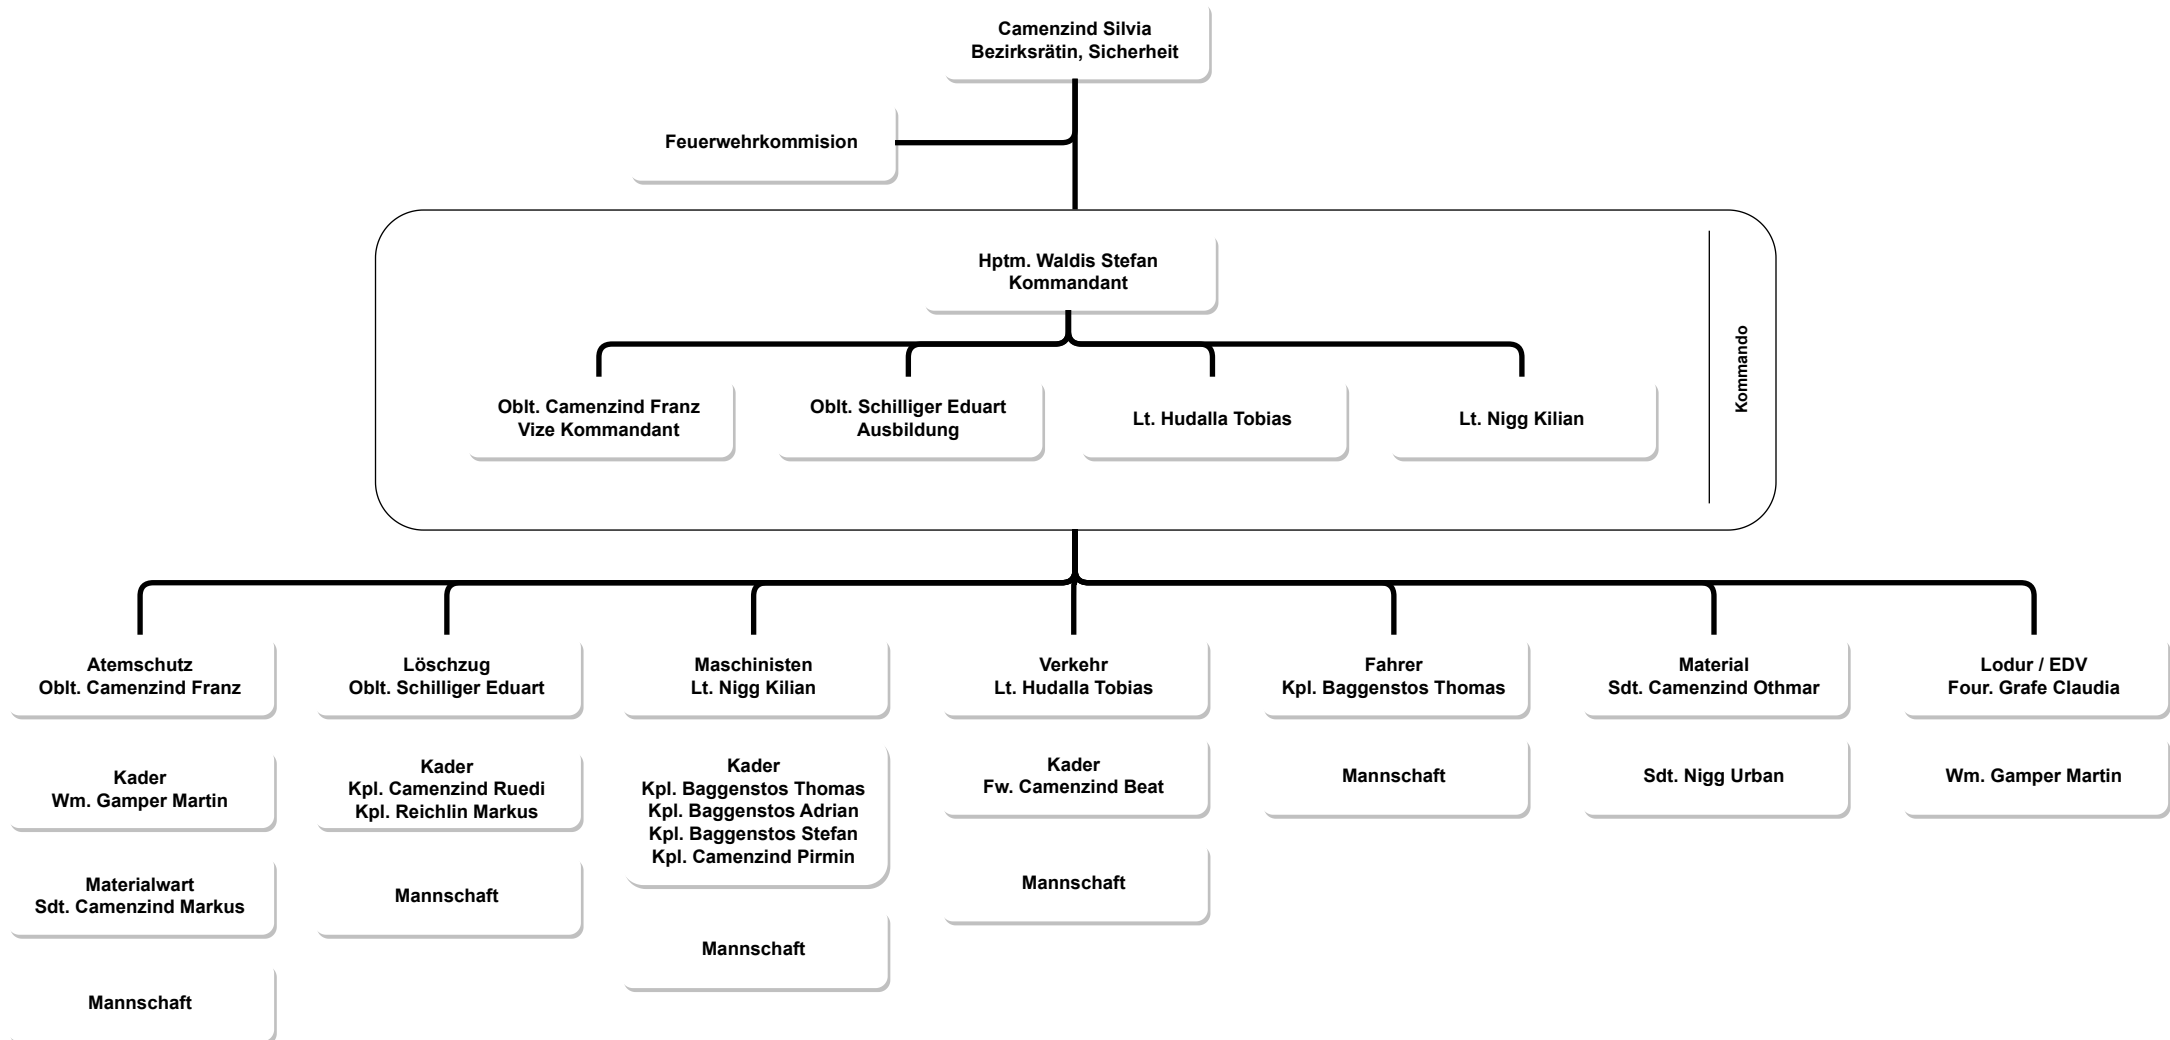 Camenzind Silvia
Bezirksrätin, Sicherheit
Feuerwehrkommision
Hptm. Waldis Stefan
Kommandant
Kommando
Oblt. Camenzind Franz
Vize Kommandant
Oblt. Schilliger Eduart
Ausbildung
Lt. Hudalla Tobias
Lt. Nigg Kilian
Atemschutz
Oblt. Camenzind Franz
Löschzug
Oblt. Schilliger Eduart
Maschinisten
Lt. Nigg Kilian
Verkehr
Lt. Hudalla Tobias
Fahrer
Kpl. Baggenstos Thomas
Material
Sdt. Camenzind Othmar
Lodur / EDV
Four. Grafe Claudia
Kader
Wm. Gamper Martin
Kader
Kpl. Camenzind Ruedi
Kpl. Reichlin Markus
Kader
Kpl. Baggenstos Thomas
Kpl. Baggenstos Adrian
Kpl. Baggenstos Stefan
Kpl. Camenzind Pirmin
Kader
Fw. Camenzind Beat
Mannschaft
Sdt. Nigg Urban
Wm. Gamper Martin
Materialwart
Sdt. Camenzind Markus
Mannschaft
Mannschaft
Mannschaft
Mannschaft